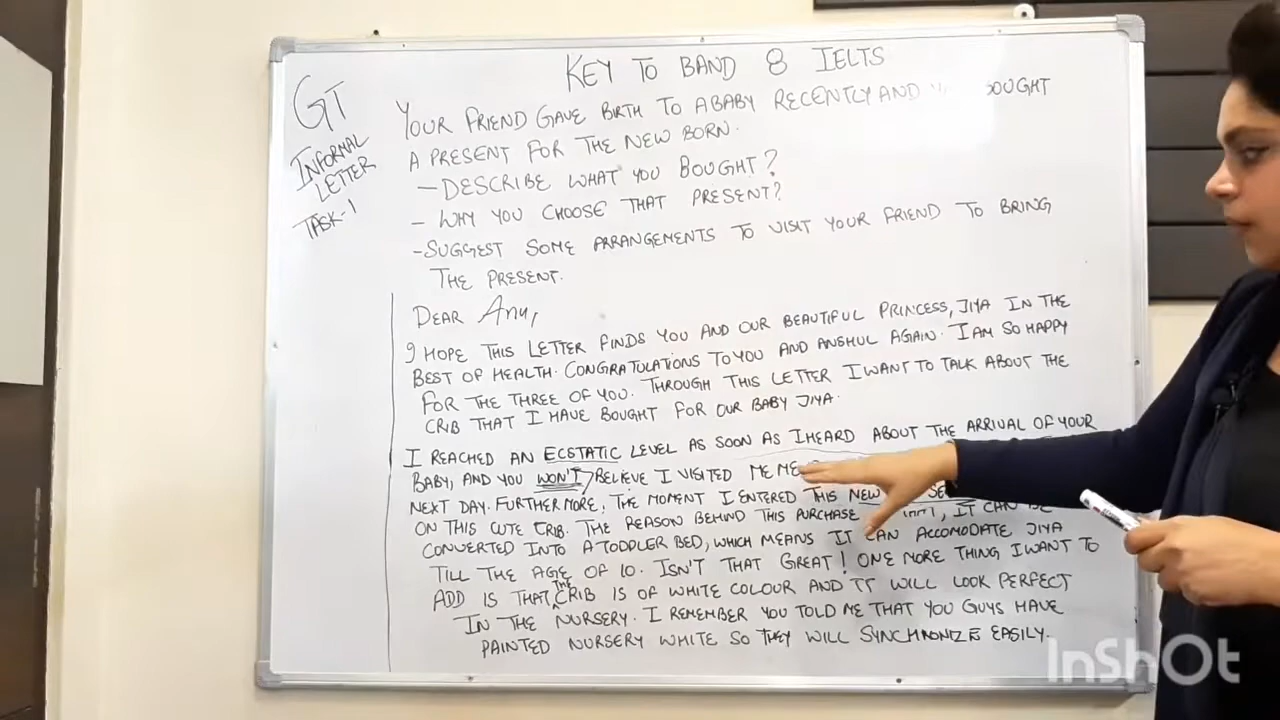 KEY TO BAND 8 IELTS
GT
INFORMAL
LETTER
TASK-1
YOUR FRIEND GAVE BIRTH TO A BABY RECENTLY AND BOUGHT
A PRESENT FOR THE NEW BORN.
- DESCRIBE WHAT YOU BOUGHT?
- WHY YOU CHOOSE THAT PRESENT?
- SUGGEST SOME ARRANGEMENTS TO VISIT YOUR FRIEND TO BRING
THE PRESENT.
DEAR Anu,
I HOPE THIS LETTER FINDS YOU AND OUR BEAUTIFUL PRINCESS, JIYA IN THE
BEST OF HEALTH. CONGRATULATIONS TO YOU AND ANSHUL AGAIN. I AM SO HAPPY
FOR THE THREE OF YOU. THROUGH THIS LETTER I WANT TO TALK ABOUT THE
CRIB THAT I HAVE BOUGHT FOR OUR BABY JIYA.
I REACHED AN ECSTATIC LEVEL AS SOON AS I HEARD ABOUT THE ARRIVAL OF YOUR
BABY, AND YOU WON'T BELIEVE I VISITED ME ME
NEXT DAY. FURTHERMORE, THE MOMENT I ENTERED THIS NEW
ON THIS CUTE CRIB. THE REASON BEHIND THIS PURCHASE IT CAN BE
CONVERTED INTO A TODDLER BED, WHICH MEANS IT CAN ACCOMODATE JIYA
TILL THE AGE OF 10. ISN'T THAT GREAT! ONE MORE THING I WANT TO
ADD IS THAT THE CRIB IS OF WHITE COLOUR AND IT WILL LOOK PERFECT
IN THE NURSERY. I REMEMBER YOU TOLD ME THAT YOU GUYS HAVE
PAINTED NURSERY WHITE SO THEY WILL SYNCHRONIZE EASILY.
InShOt